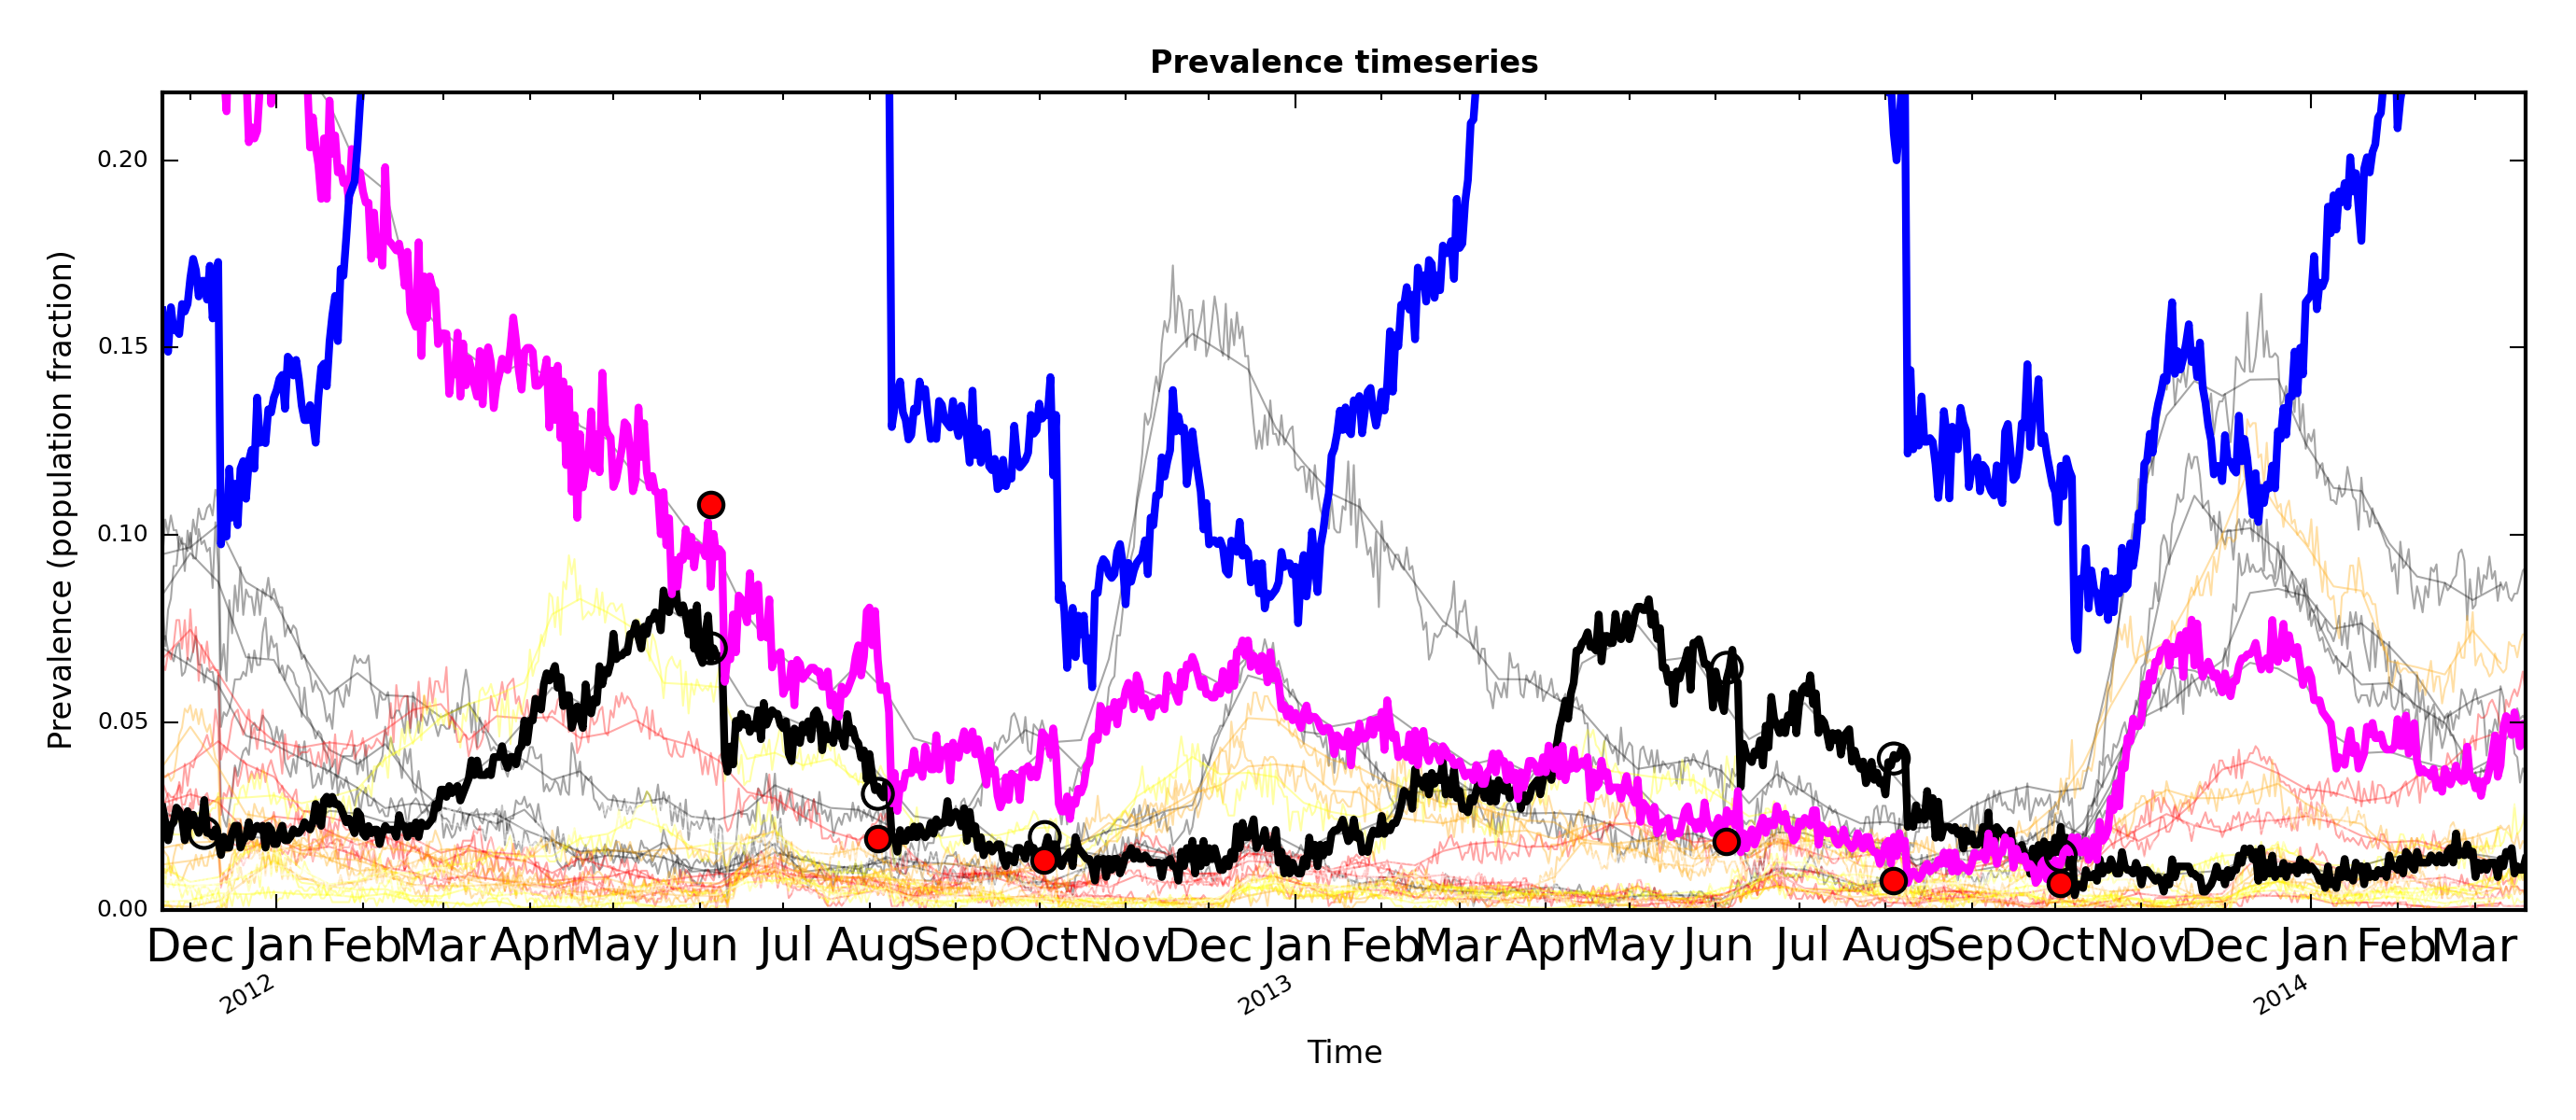 Prevalence timeseries
Prevalence (population fraction)
0.20
0.15
0.10
0.05
0.00
Dec Jan Feb Mar Apr May Jun Jul Aug Sep Oct Nov Dec Jan Feb Mar Apr May Jun Jul Aug Sep Oct Nov Dec Jan Feb Mar
2012 2013 2014
Time